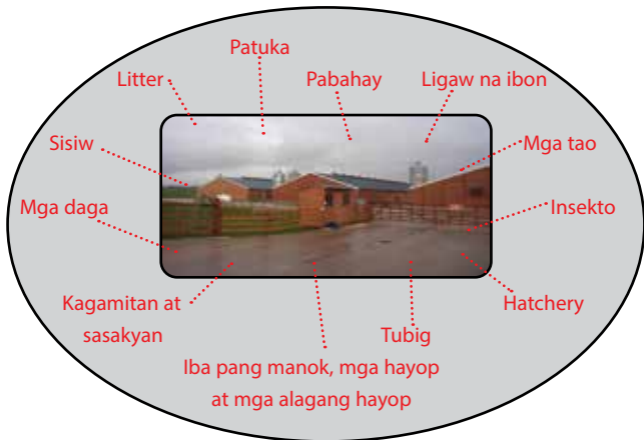 Patuka
Litter
Pabahay
Ligaw na ibon
Sisiw
Mga tao
Mga daga
Insekto
Kagamitan at
sasakyan
Hatchery
Tubig
Iba pang manok, mga hayop
at mga alagang hayop